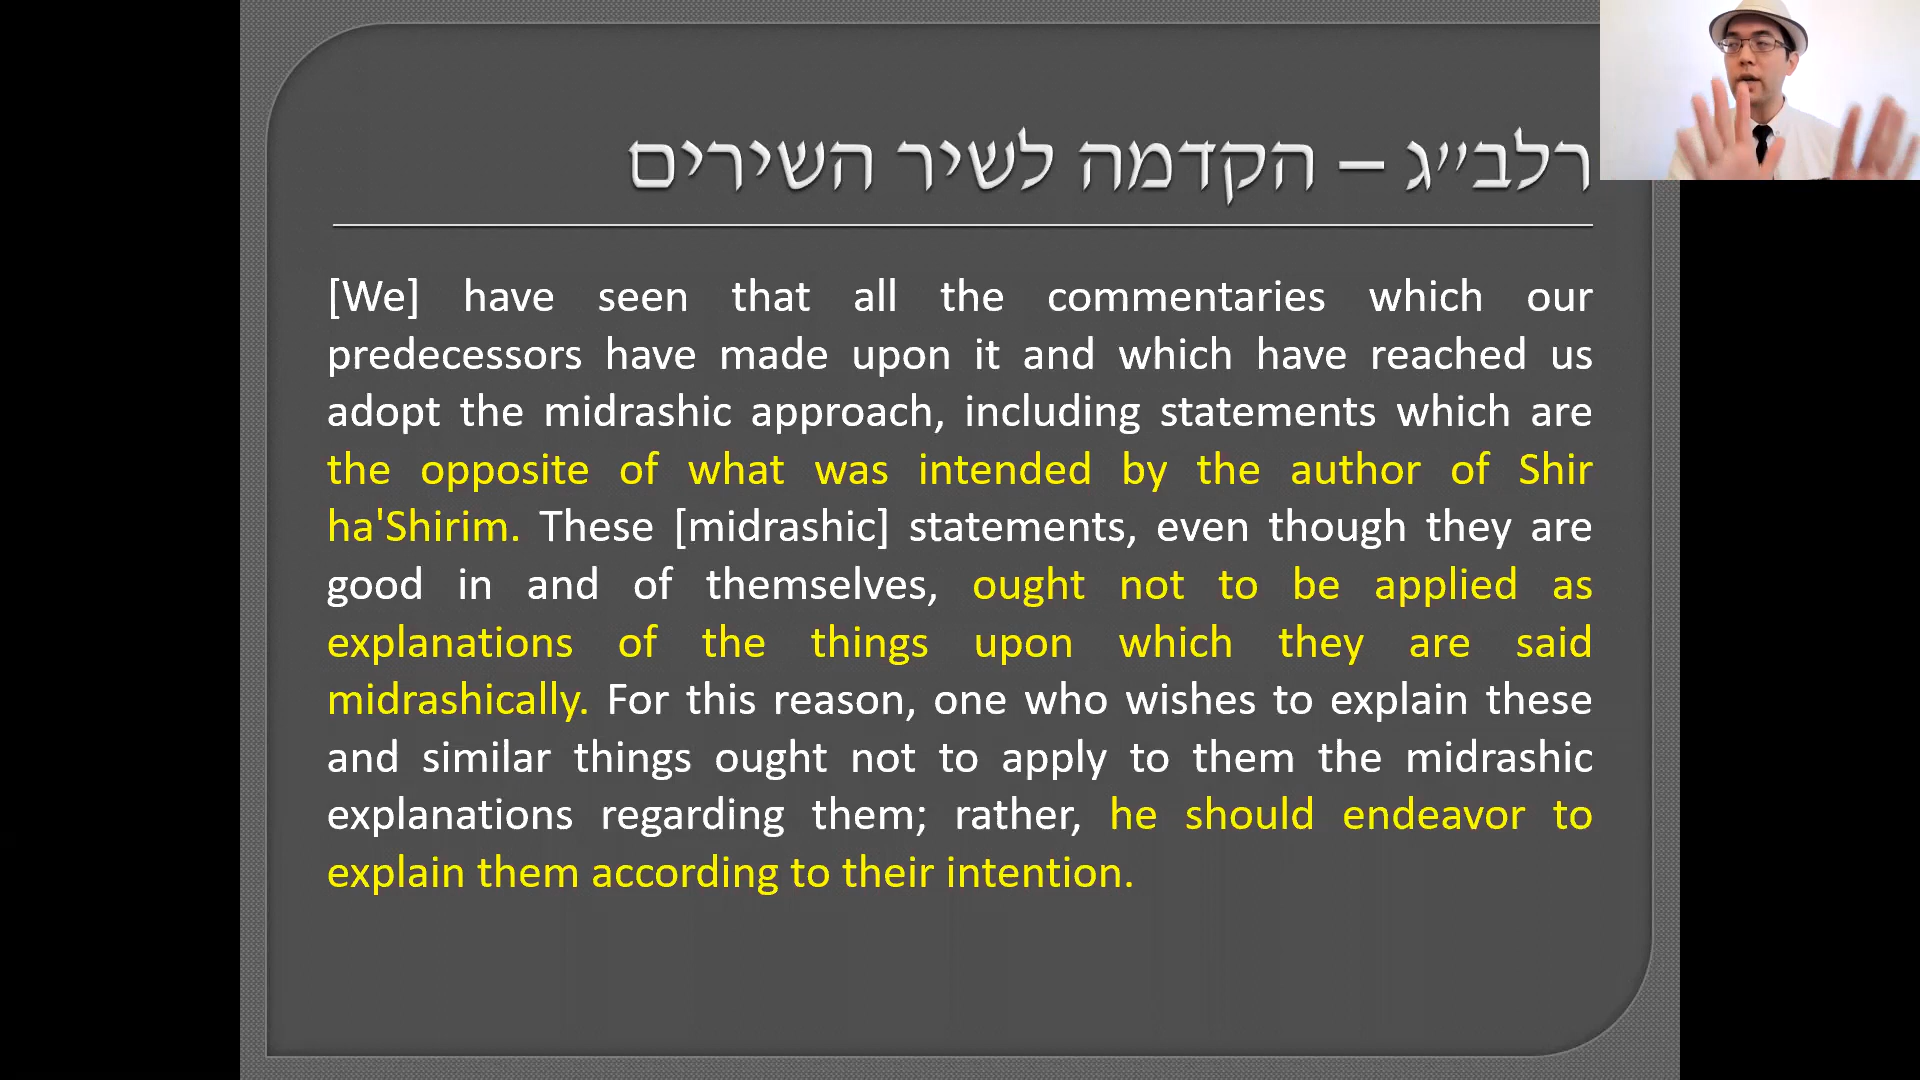 רלב״ג – הקדמה לשיר השירים
[We] have seen that all the commentaries which our
predecessors have made upon it and which have reached us
adopt the midrashic approach, including statements which are
the opposite of what was intended by the author of Shir
ha'Shirim. These [midrashic] statements, even though they are
good in and of themselves, ought not to be applied as
explanations of the things upon which they are said
midrashically. For this reason, one who wishes to explain these
and similar things ought not to apply to them the midrashic
explanations regarding them; rather, he should endeavor to
explain them according to their intention.